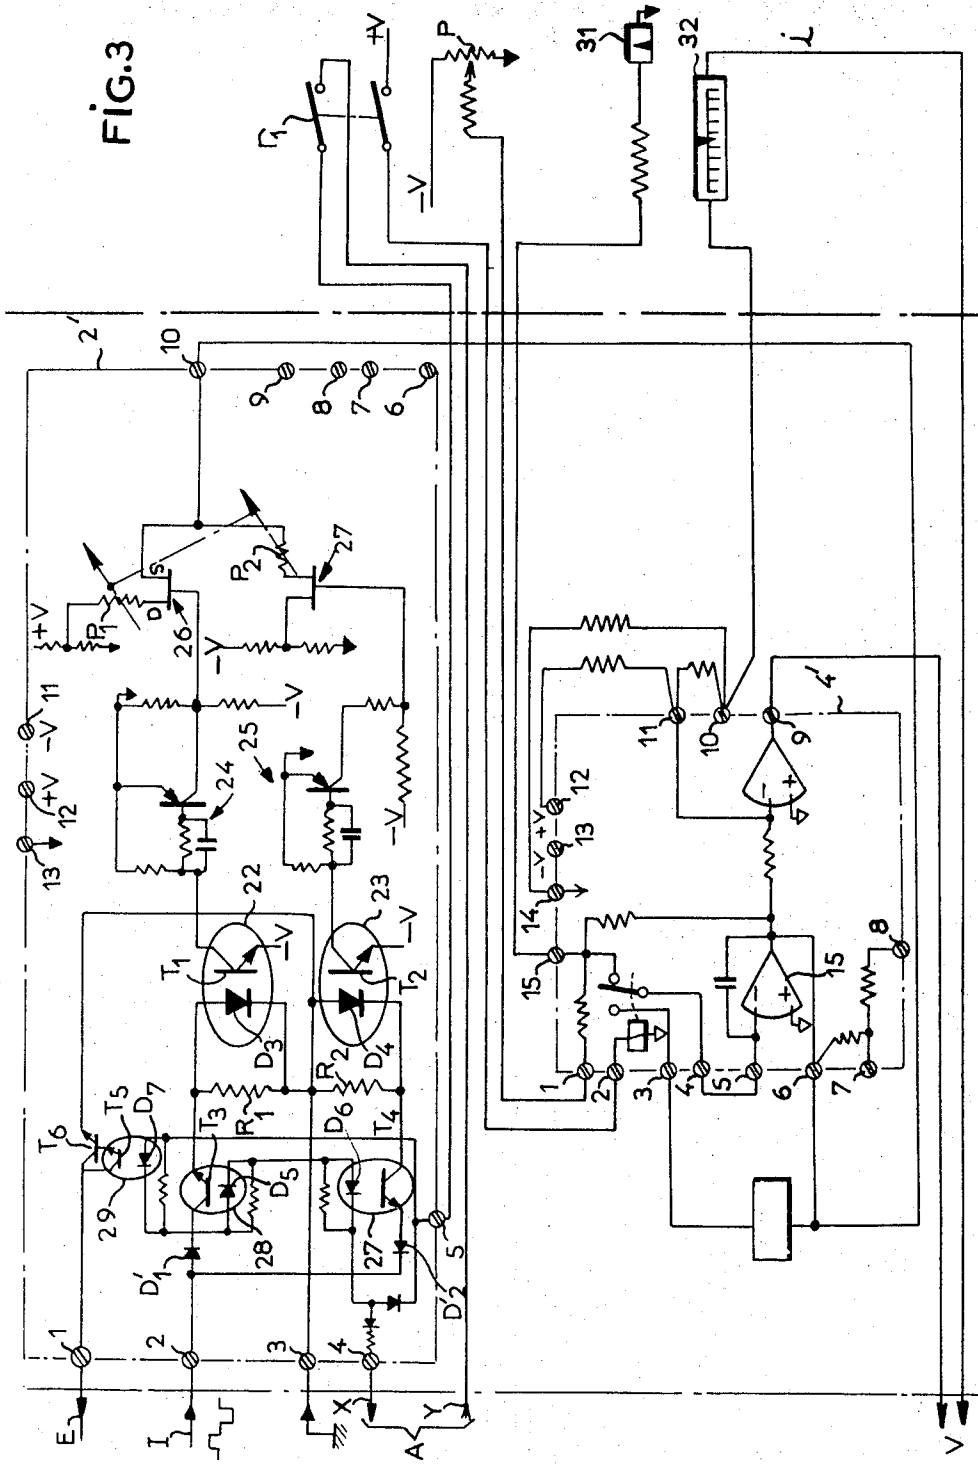 FIG.3
E
1
I
2
3
X
4
Y
A
V
T6
T5
D7
29
D'1
T3
D5
28
R1
D6
R2
T4
27
D'2
5
T1
22
D3
-V
23
T2
D4
-V
13
12
+V
11
-V
24
25
-V
-V
+V
P1
D
S
26
-V
P2
27
2'
10
9
8
7
6
r1
+V
-V
P
31
32
i
1
2
3
4
5
6
7
8
15
14
-V
13
+V
12
11
10
9
4'
-
+
15
-
+